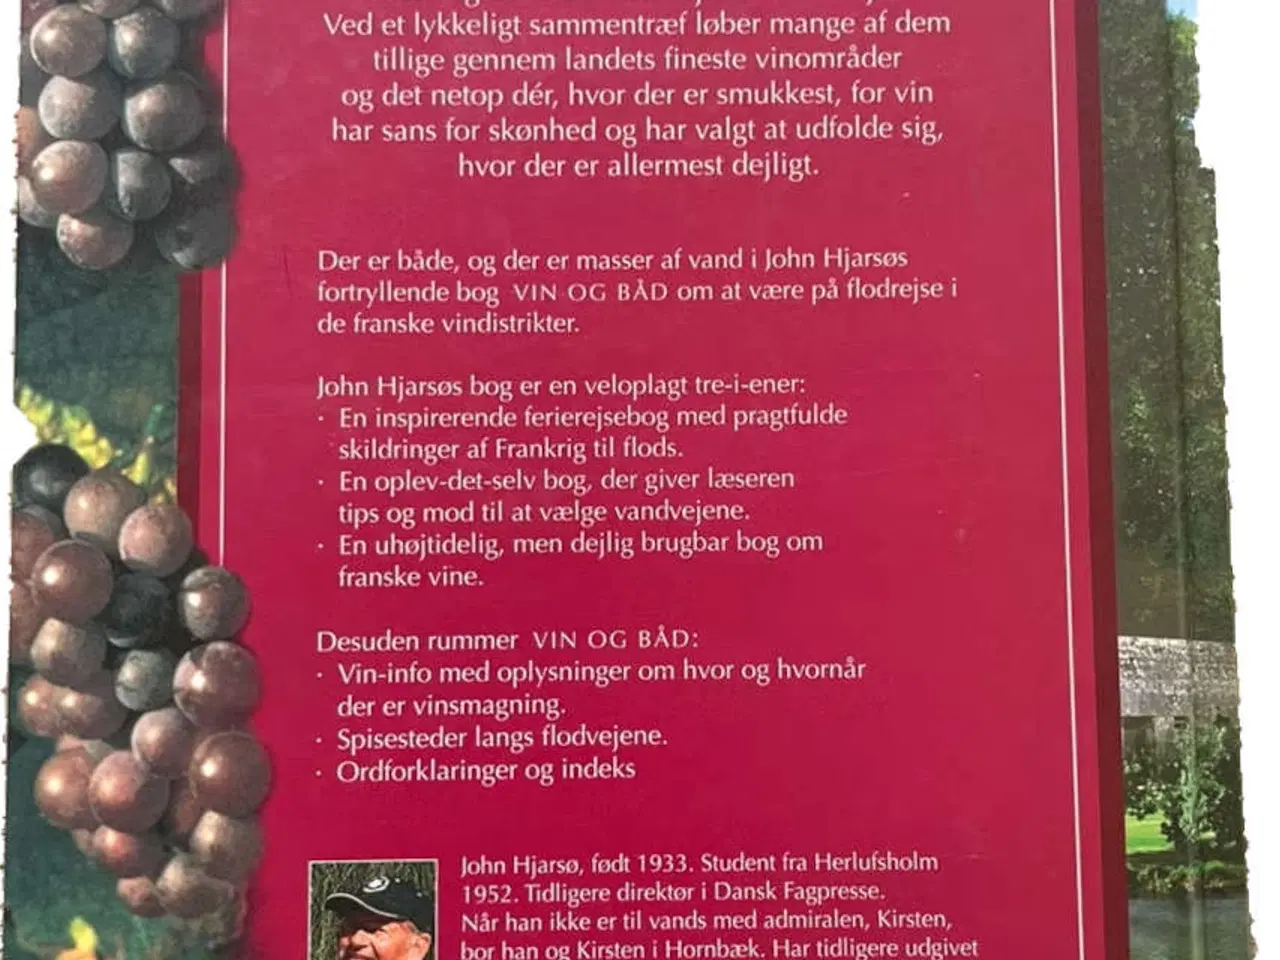 Ved et lykkeligt sammentræf løber mange af dem
tillige gennem landets fineste vinområder
og det netop dér, hvor der er smukkest, for vin
har sans for skønhed og har valgt at udfolde sig,
hvor der er allermest dejligt.
Der er både, og der er masser af vand i John Hjarsøs
fortryllende bog VIN OG BÅD om at være på flodrejse i
de franske vindistrikter.
John Hjarsøs bog er en veloplagt tre-i-ener:
· En inspirerende ferierejsebog med pragtfulde
skildringer af Frankrig til flods.
· En oplev-det-selv bog, der giver læseren
tips og mod til at vælge vandvejene.
· En uhøjtidelig, men dejlig brugbar bog om
franske vine.
Desuden rummer VIN OG BÅD:
· Vin-info med oplysninger om hvor og hvornår
der er vinsmagning.
· Spisesteder langs flodvejene.
· Ordforklaringer og indeks
John Hjarsø, født 1933. Student fra Herlufsholm
1952. Tidligere direktør i Dansk Fagpresse.
Når han ikke er til vands med admiralen, Kirsten,
bor han og Kirsten i Hornbæk. Har tidligere udgivet